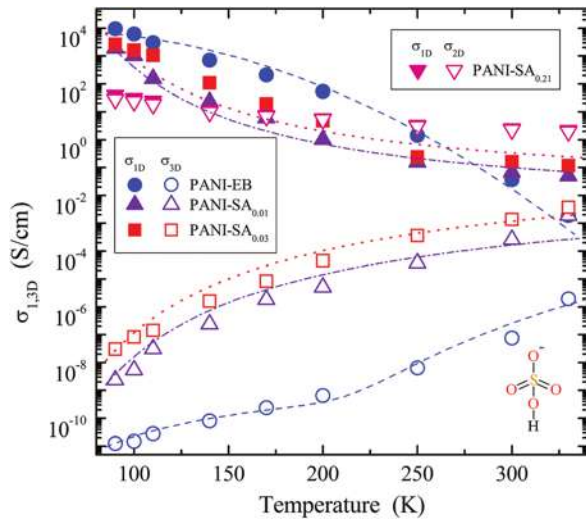 10⁴
10²
10⁰
10⁻²
10⁻⁴
10⁻⁶
10⁻⁸
10⁻¹⁰
σ₁,₃D (S/cm)
σ₁D σ₂D
PANI-SA₀.₂₁
σ₁D σ₃D
PANI-EB
PANI-SA₀.₀₁
PANI-SA₀.₀₃
O⁻
O S O
O
H
100 150 200 250 300
Temperature (K)